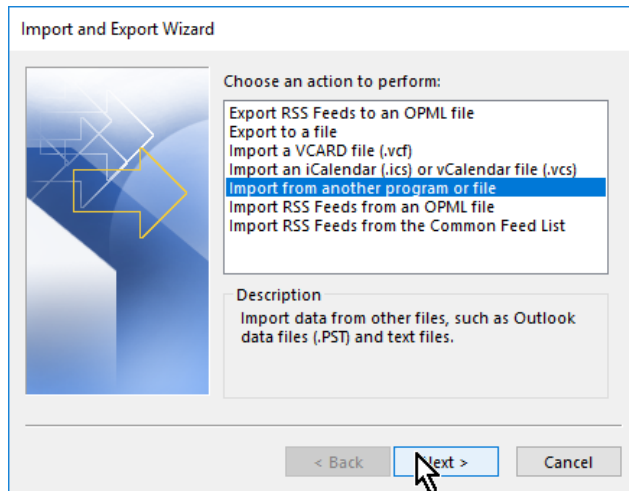 Import and Export Wizard
Choose an action to perform:
Export RSS Feeds to an OPML file
Export to a file
Import a VCARD file (.vcf)
Import an iCalendar (.ics) or vCalendar file (.vcs)
Import from another program or file
Import RSS Feeds from an OPML file
Import RSS Feeds from the Common Feed List
Description
Import data from other files, such as Outlook
data files (.PST) and text files.
< Back Next > Cancel